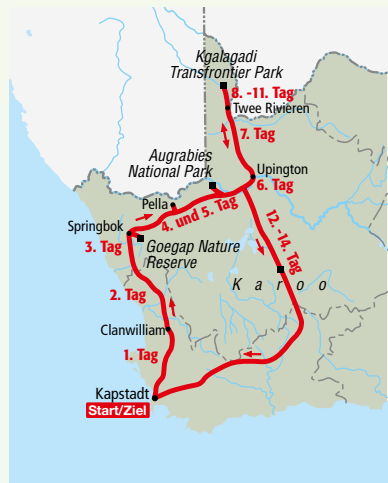 Kgalagadi
Transfrontier Park
8. -11. Tag
Twee Rivieren
7. Tag
Augrabies
National Park
Upington
6. Tag
Pella
4. und 5. Tag
Springbok
3. Tag
Goegap Nature
Reserve
12.-14. Tag
Karoo
2. Tag
Clanwilliam
1. Tag
Kapstadt
Start/Ziel